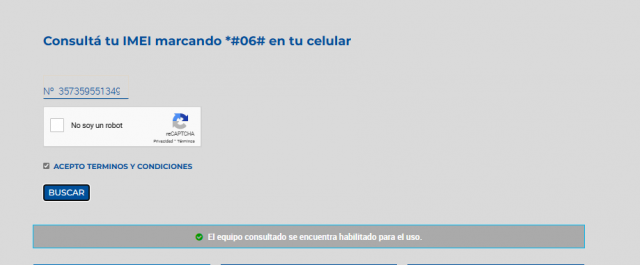 Consultá tu IMEI marcando *#06# en tu celular
Nº 357359551349
No soy un robot
reCAPTCHA
Privacidad * Términos
ACEPTO TERMINOS Y CONDICIONES
BUSCAR
El equipo consultado se encuentra habilitado para el uso.